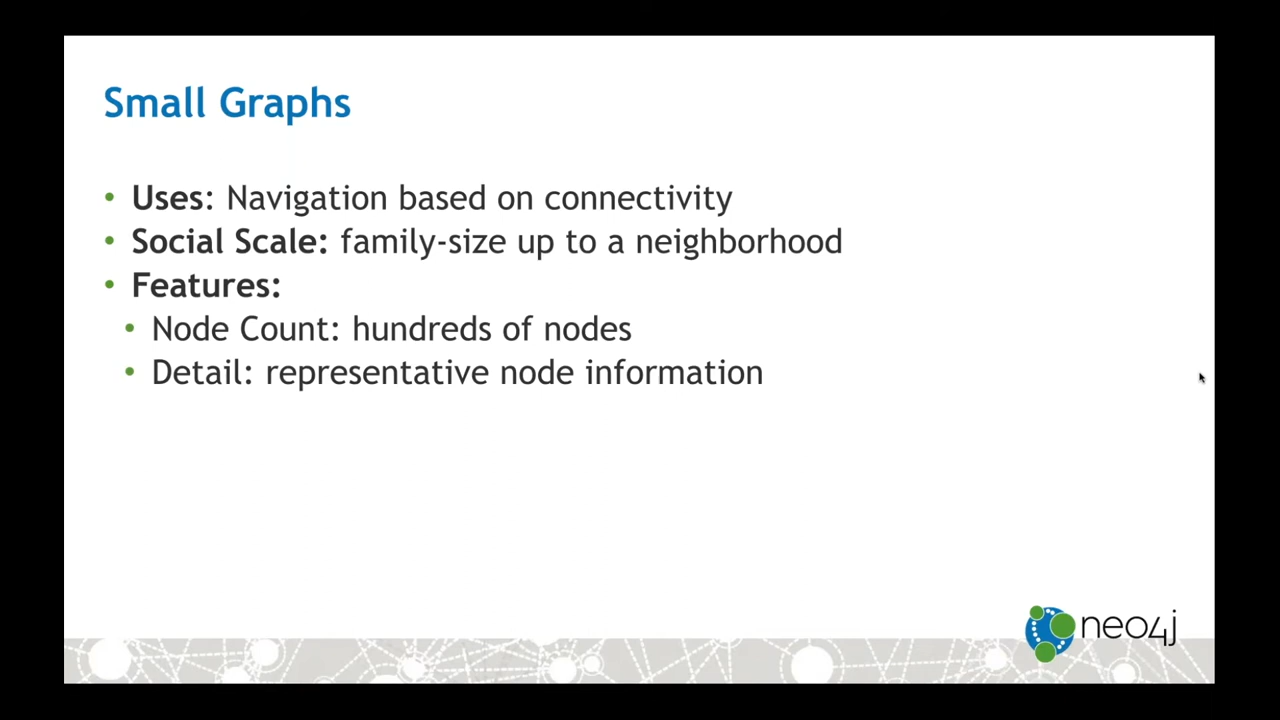 Small Graphs
• Uses: Navigation based on connectivity
• Social Scale: family-size up to a neighborhood
• Features:
• Node Count: hundreds of nodes
• Detail: representative node information
neo4j